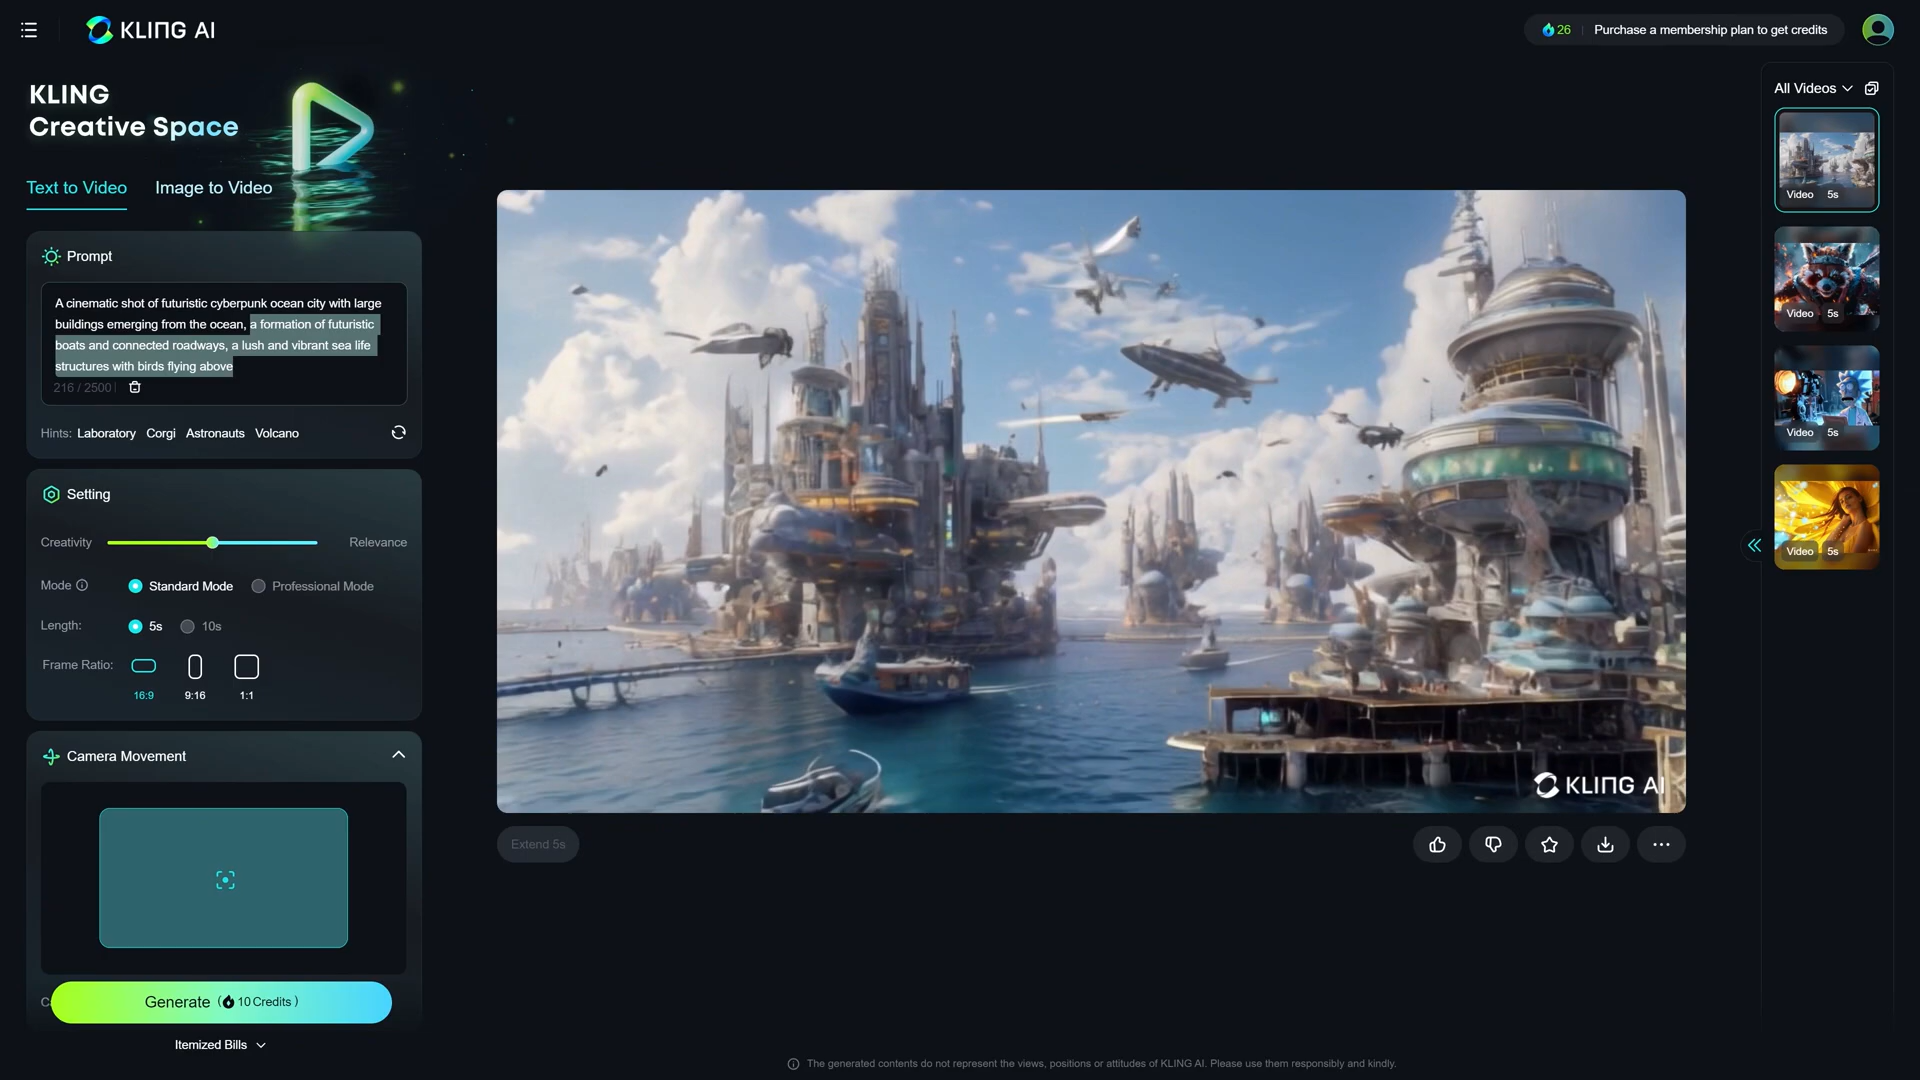 KLING AI
26 | Purchase a membership plan to get credits
KLING
Creative Space
Text to Video
Image to Video
Prompt
A cinematic shot of futuristic cyberpunk ocean city with large
buildings emerging from the ocean, a formation of futuristic
boats and connected roadways, a lush and vibrant sea life
structures with birds flying above
216 / 2500
Hints: Laboratory Corgi Astronauts Volcano
Setting
Creativity
Relevance
Mode
Standard Mode
Professional Mode
Length:
5s
10s
Frame Ratio:
16:9
9:16
1:1
Camera Movement
Generate ( 10 Credits )
Itemized Bills
KLING AI
Extend 5s
All Videos
Video 5s
Video 5s
Video 5s
Video 5s
The generated contents do not represent the views, positions or attitudes of KLING AI. Please use them responsibly and kindly.